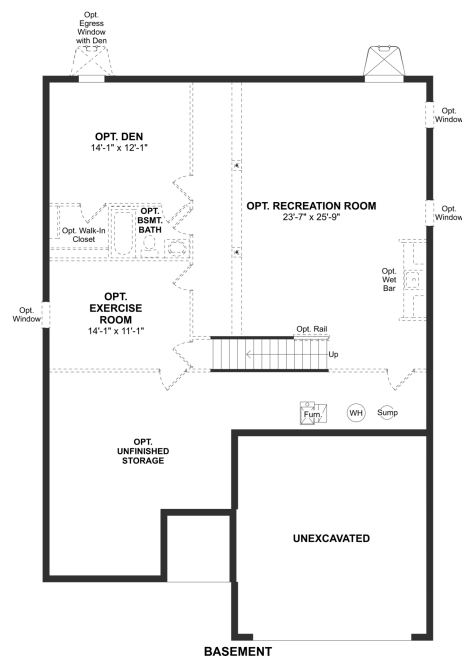 Opt.
Egress
Window
with Den
Opt.
Window
OPT. DEN
14'-1" x 12'-1"
OPT. RECREATION ROOM
23'-7" x 25'-9"
Opt.
Window
OPT.
BSMT.
BATH
Opt. Walk-In
Closet
Opt.
Wet
Bar
Opt.
Window
OPT.
EXERCISE
ROOM
14'-1" x 11'-1"
Opt. Rail
Up
Furn.
WH
Sump
OPT.
UNFINISHED
STORAGE
UNEXCAVATED
BASEMENT